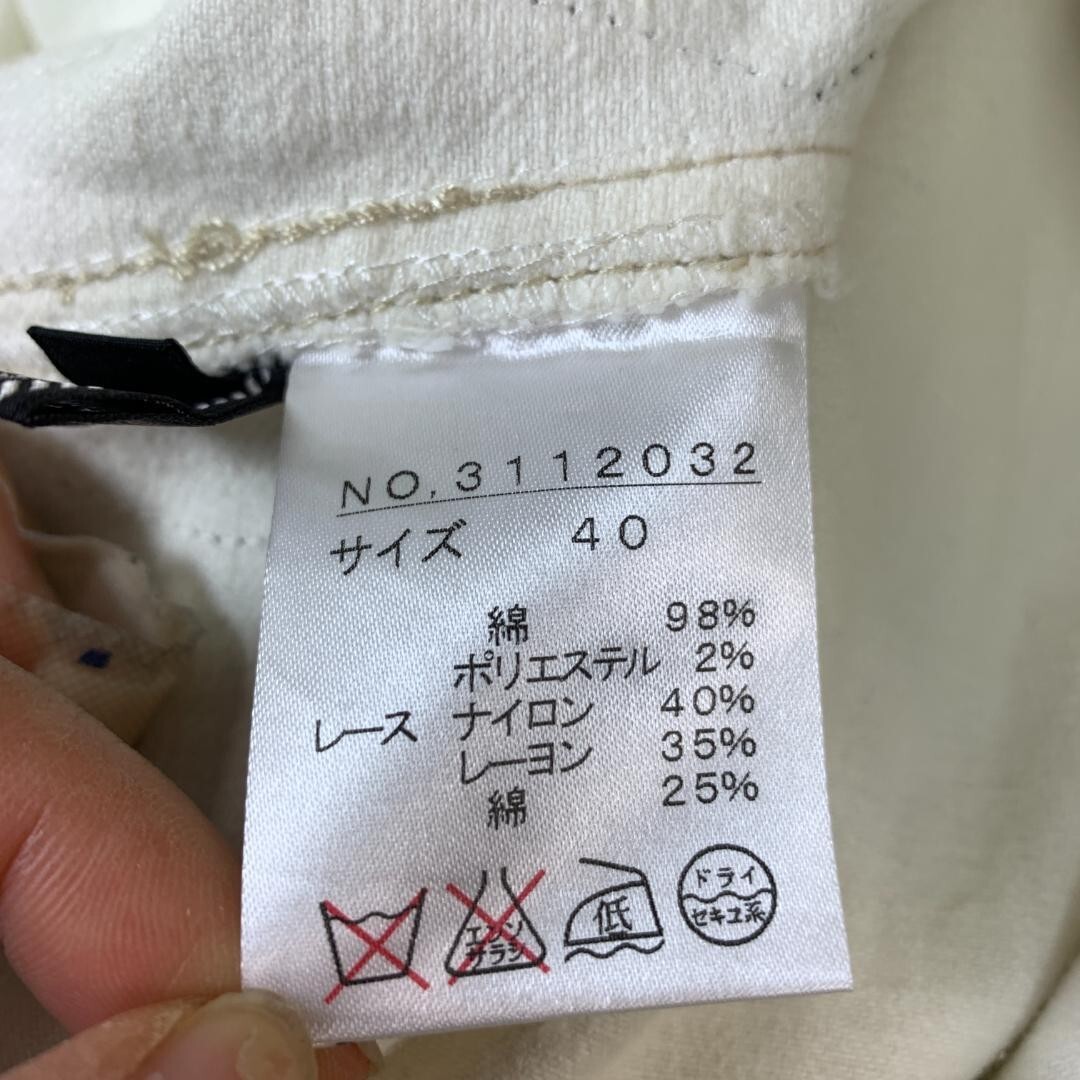 NO,3112032
サイズ 40
綿 98%
ポリエステル 2%
レース ナイロン 40%
レーヨン 35%
綿 25%
エンソ サラシ
低
ドライ
セキユ系